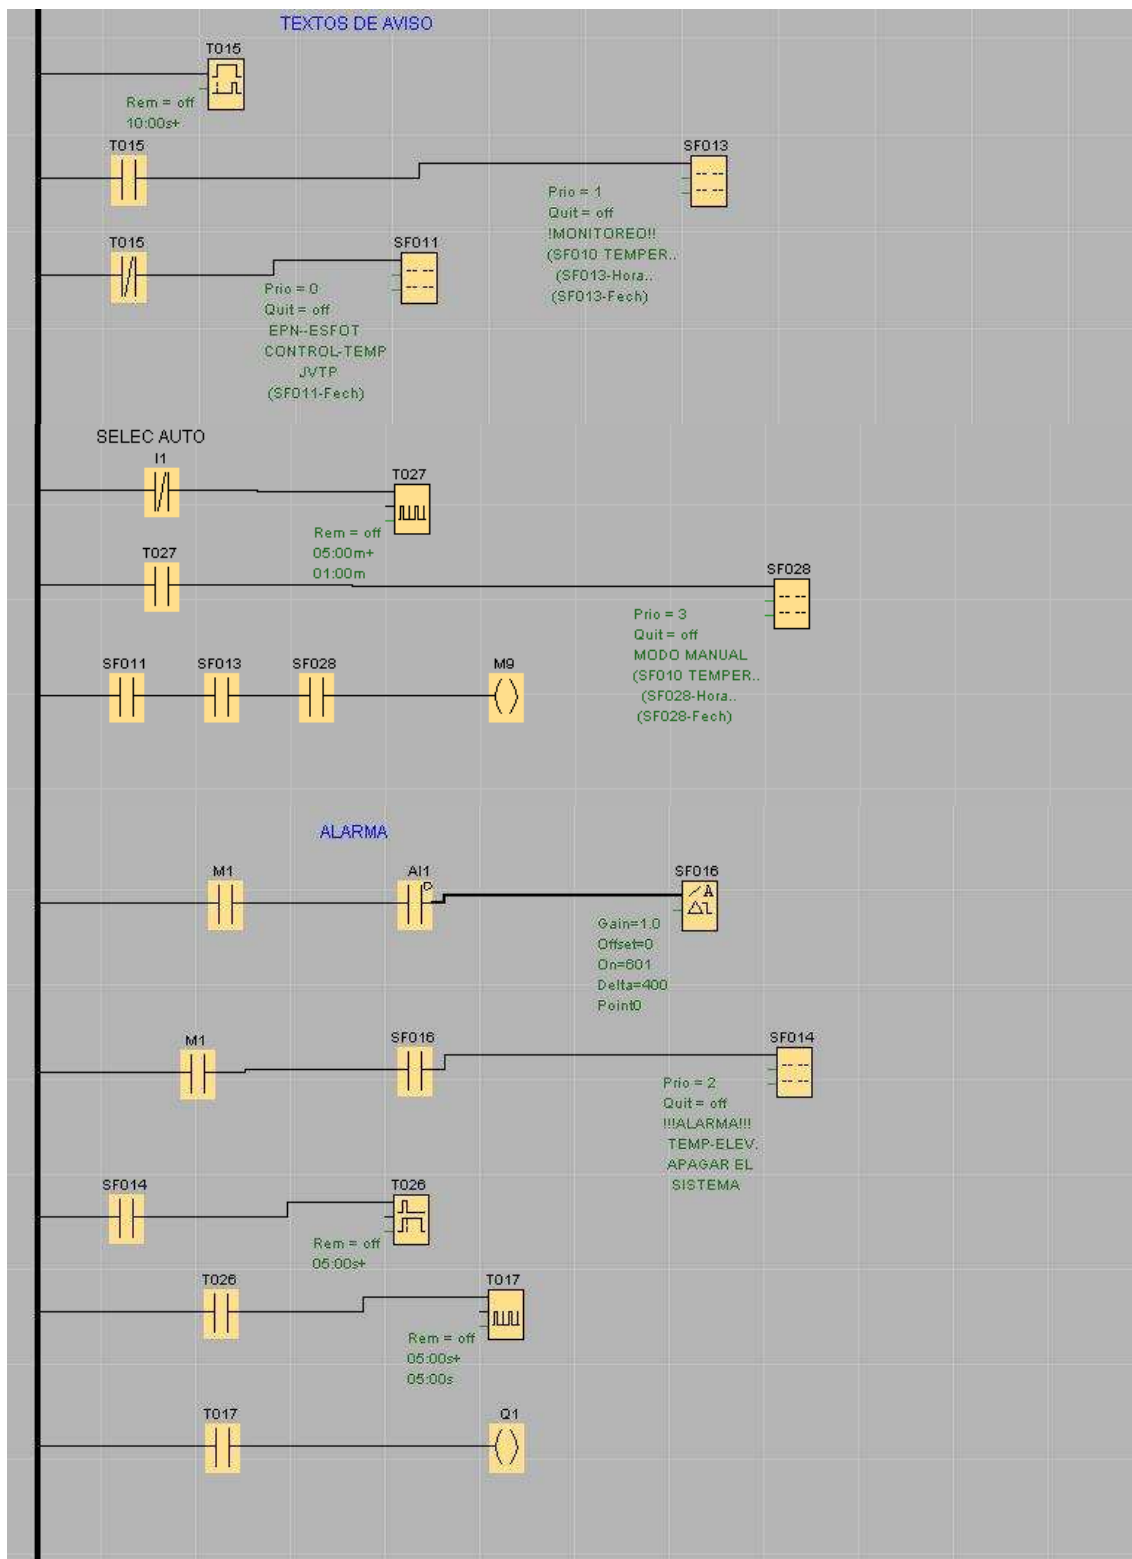 TEXTOS DE AVISO
T015
Rem = off
10:00s+
T015
SF013
Prio = 1
Quit = off
!MONITOREO!!
(SF010 TEMPER..
(SF013-Hora..
(SF013-Fech)
T015
SF011
Prio = 0
Quit = off
EPN--ESFOT
CONTROL-TEMP
JVTP
(SF011-Fech)
SELEC AUTO
I1
T027
Rem = off
05:00m+
01:00m
T027
SF028
Prio = 3
Quit = off
MODO MANUAL
(SF010 TEMPER..
(SF028-Hora..
(SF028-Fech)
SF011 SF013 SF028 M9
ALARMA
M1 AI1 SF016
Gain=1.0
Offset=0
On=601
Delta=400
Point0
M1 SF016 SF014
Prio = 2
Quit = off
!!!ALARMA!!!
TEMP-ELEV.
APAGAR EL
SISTEMA
SF014 T026
Rem = off
05:00s+
T026 T017
Rem = off
05:00s+
05:00s
T017 Q1